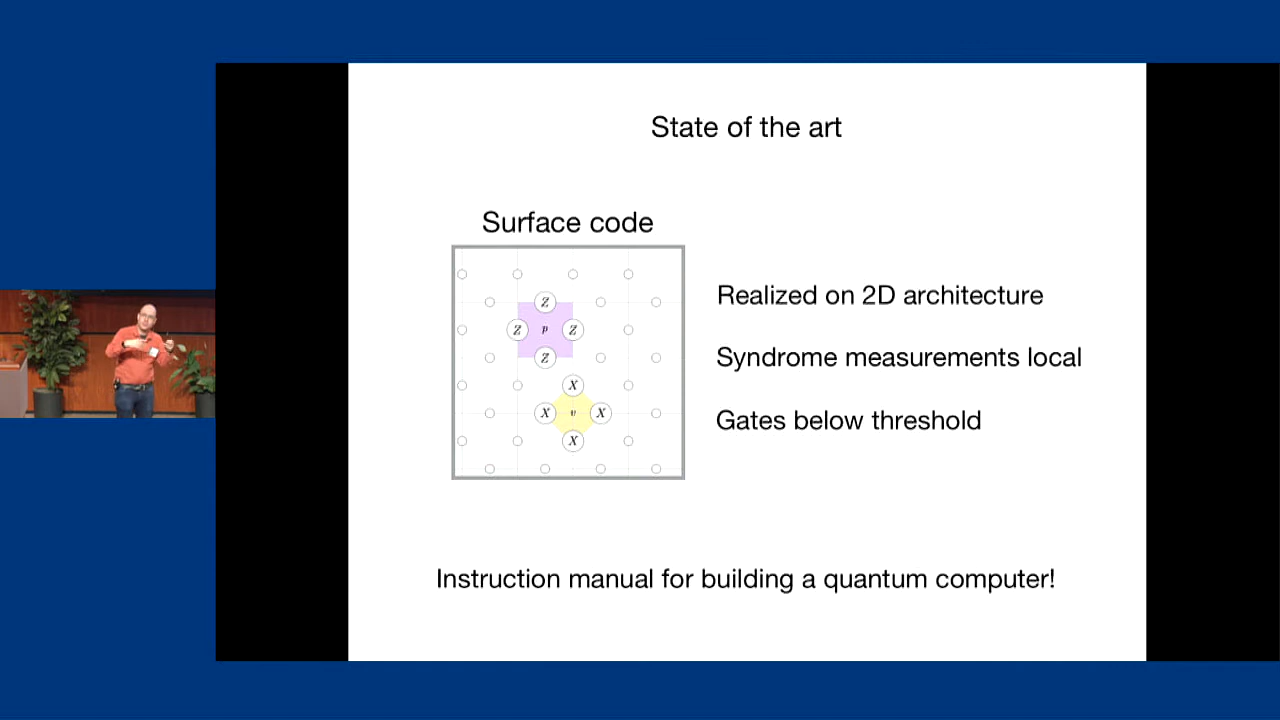 State of the art
Surface code
Z
Z p Z
Z
X
X v X
X
Realized on 2D architecture
Syndrome measurements local
Gates below threshold
Instruction manual for building a quantum computer!